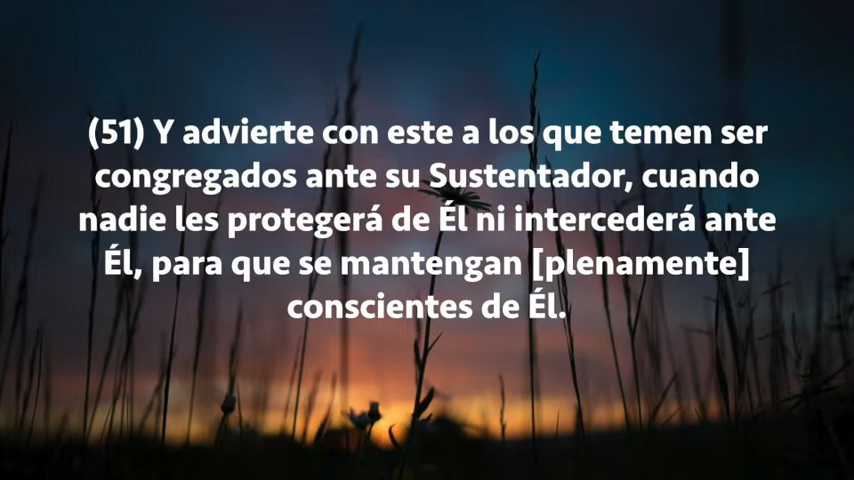 (51) Y advierte con este a los que temen ser
congregados ante su Sustentador, cuando
nadie les protegerá de Él ni intercederá ante
Él, para que se mantengan [plenamente]
conscientes de Él.